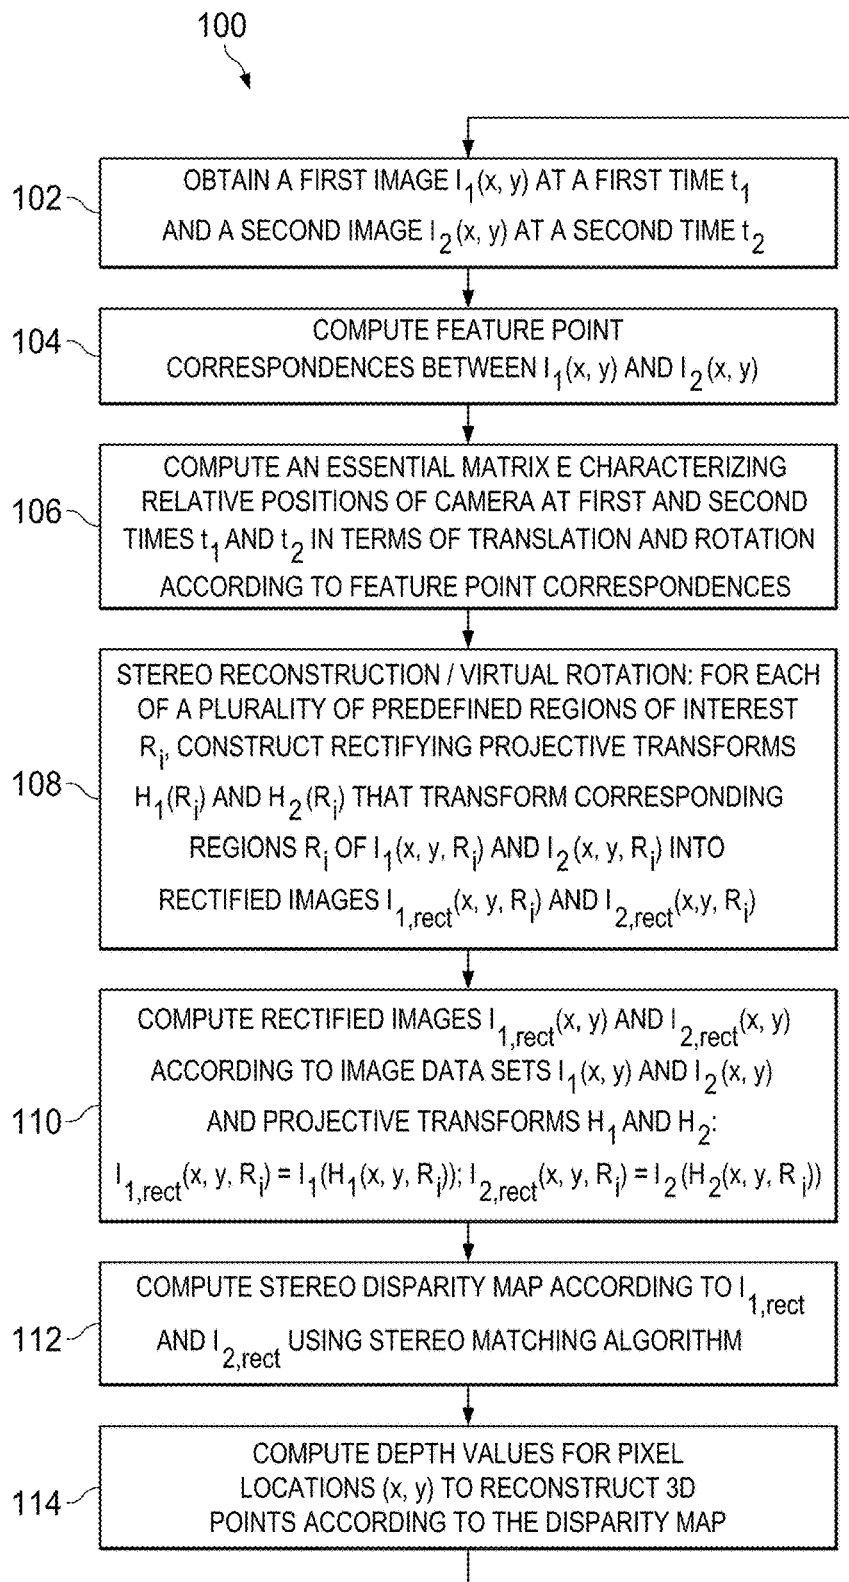 100
102
OBTAIN A FIRST IMAGE I1(x, y) AT A FIRST TIME t1
AND A SECOND IMAGE I2(x, y) AT A SECOND TIME t2
104
COMPUTE FEATURE POINT
CORRESPONDENCES BETWEEN I1(x, y) AND I2(x, y)
106
COMPUTE AN ESSENTIAL MATRIX E CHARACTERIZING
RELATIVE POSITIONS OF CAMERA AT FIRST AND SECOND
TIMES t1 AND t2 IN TERMS OF TRANSLATION AND ROTATION
ACCORDING TO FEATURE POINT CORRESPONDENCES
108
STEREO RECONSTRUCTION / VIRTUAL ROTATION: FOR EACH
OF A PLURALITY OF PREDEFINED REGIONS OF INTEREST
Ri, CONSTRUCT RECTIFYING PROJECTIVE TRANSFORMS
H1(Ri) AND H2(Ri) THAT TRANSFORM CORRESPONDING
REGIONS Ri OF I1(x, y, Ri) AND I2(x, y, Ri) INTO
RECTIFIED IMAGES I1,rect(x, y, Ri) AND I2,rect(x,y, Ri)
110
COMPUTE RECTIFIED IMAGES I1,rect(x, y) AND I2,rect(x, y)
ACCORDING TO IMAGE DATA SETS I1(x, y) AND I2(x, y)
AND PROJECTIVE TRANSFORMS H1 AND H2:
I1,rect(x, y, Ri) = I1(H1(x, y, Ri)); I2,rect(x, y, Ri) = I2(H2(x, y, Ri))
112
COMPUTE STEREO DISPARITY MAP ACCORDING TO I1,rect
AND I2,rect USING STEREO MATCHING ALGORITHM
114
COMPUTE DEPTH VALUES FOR PIXEL
LOCATIONS (x, y) TO RECONSTRUCT 3D
POINTS ACCORDING TO THE DISPARITY MAP